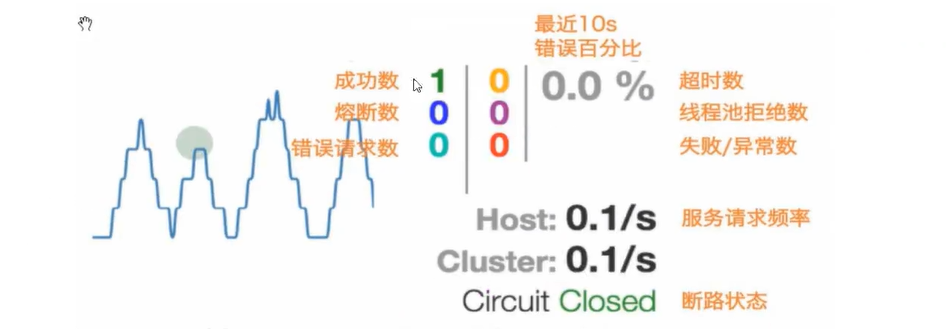 最近10s
错误百分比
成功数 1 0 0.0 % 超时数
熔断数 0 0 线程池拒绝数
错误请求数 0 0 失败/异常数
Host: 0.1/s 服务请求频率
Cluster: 0.1/s
Circuit Closed 断路状态